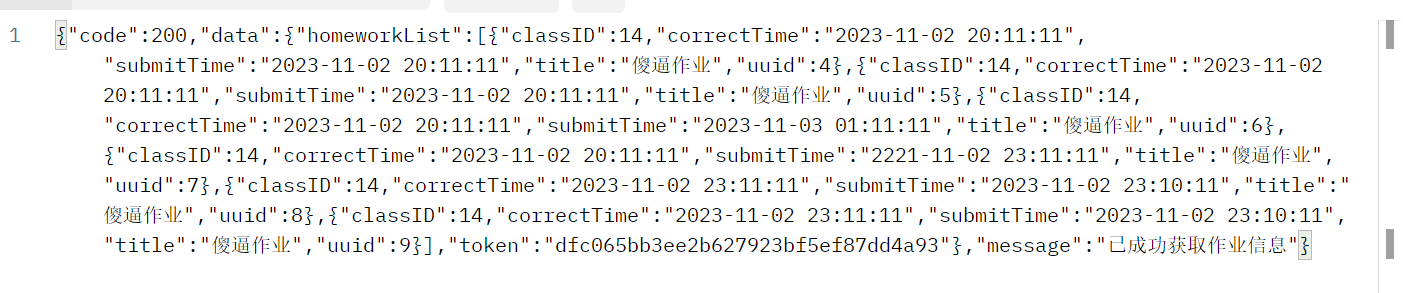 1 {"code":200,"data":{"homeworkList":[{"classID":14,"correctTime":"2023-11-02 20:11:11",
"submitTime":"2023-11-02 20:11:11","title":"傻逼作业","uuid":4},{"classID":14,"correctTime":"2023-11-02
20:11:11","submitTime":"2023-11-02 20:11:11","title":"傻逼作业","uuid":5},{"classID":14,
"correctTime":"2023-11-02 20:11:11","submitTime":"2023-11-03 01:11:11","title":"傻逼作业","uuid":6},
{"classID":14,"correctTime":"2023-11-02 20:11:11","submitTime":"2221-11-02 23:11:11","title":"傻逼作业",
"uuid":7},{"classID":14,"correctTime":"2023-11-02 23:11:11","submitTime":"2023-11-02 23:10:11","title":"
傻逼作业","uuid":8},{"classID":14,"correctTime":"2023-11-02 23:11:11","submitTime":"2023-11-02 23:10:11",
"title":"傻逼作业","uuid":9}],"token":"dfc065bb3ee2b627923bf5ef87dd4a93"},"message":"已成功获取作业信息"}